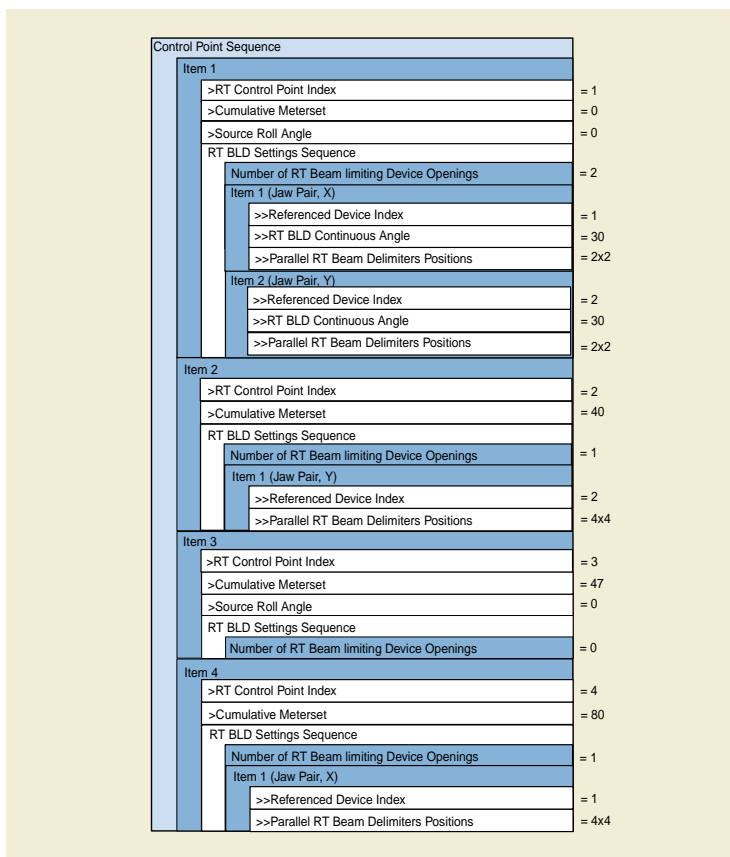 Control Point Sequence
Item 1
>RT Control Point Index = 1
>Cumulative Meterset = 0
>Source Roll Angle = 0
RT BLD Settings Sequence
Number of RT Beam limiting Device Openings = 2
Item 1 (Jaw Pair, X)
>>Referenced Device Index = 1
>>RT BLD Continuous Angle = 30
>>Parallel RT Beam Delimiters Positions = 2x2
Item 2 (Jaw Pair, Y)
>>Referenced Device Index = 2
>>RT BLD Continuous Angle = 30
>>Parallel RT Beam Delimiters Positions = 2x2
Item 2
>RT Control Point Index = 2
>Cumulative Meterset = 40
RT BLD Settings Sequence
Number of RT Beam limiting Device Openings = 1
Item 1 (Jaw Pair, Y)
>>Referenced Device Index = 2
>>Parallel RT Beam Delimiters Positions = 4x4
Item 3
>RT Control Point Index = 3
>Cumulative Meterset = 47
>Source Roll Angle = 0
RT BLD Settings Sequence
Number of RT Beam limiting Device Openings = 0
Item 4
>RT Control Point Index = 4
>Cumulative Meterset = 80
RT BLD Settings Sequence
Number of RT Beam limiting Device Openings = 1
Item 1 (Jaw Pair, X)
>>Referenced Device Index = 1
>>Parallel RT Beam Delimiters Positions = 4x4